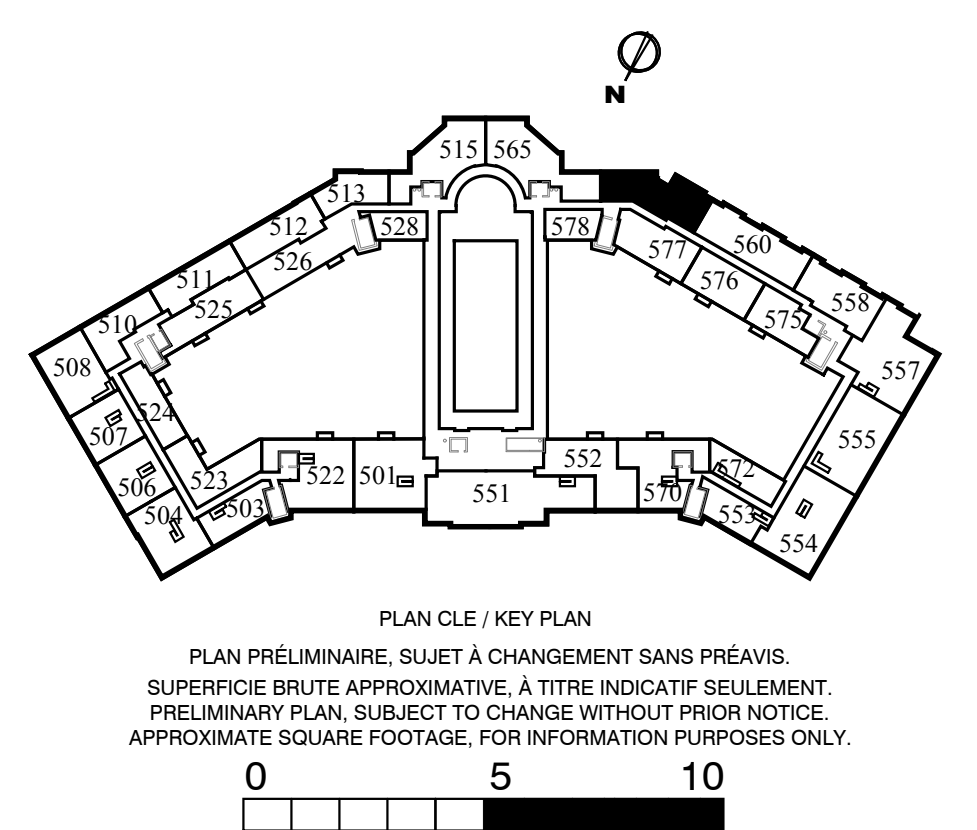 N
515 565
513
512 528 578 577 560
511 526 576
510 525 575 558
508 557
524
507 555
506 523 522 501 552 572
504 503 551 570 553 554
PLAN CLE / KEY PLAN
PLAN PRÉLIMINAIRE, SUJET À CHANGEMENT SANS PRÉAVIS.
SUPERFICIE BRUTE APPROXIMATIVE, À TITRE INDICATIF SEULEMENT.
PRELIMINARY PLAN, SUBJECT TO CHANGE WITHOUT PRIOR NOTICE.
APPROXIMATE SQUARE FOOTAGE, FOR INFORMATION PURPOSES ONLY.
0 5 10